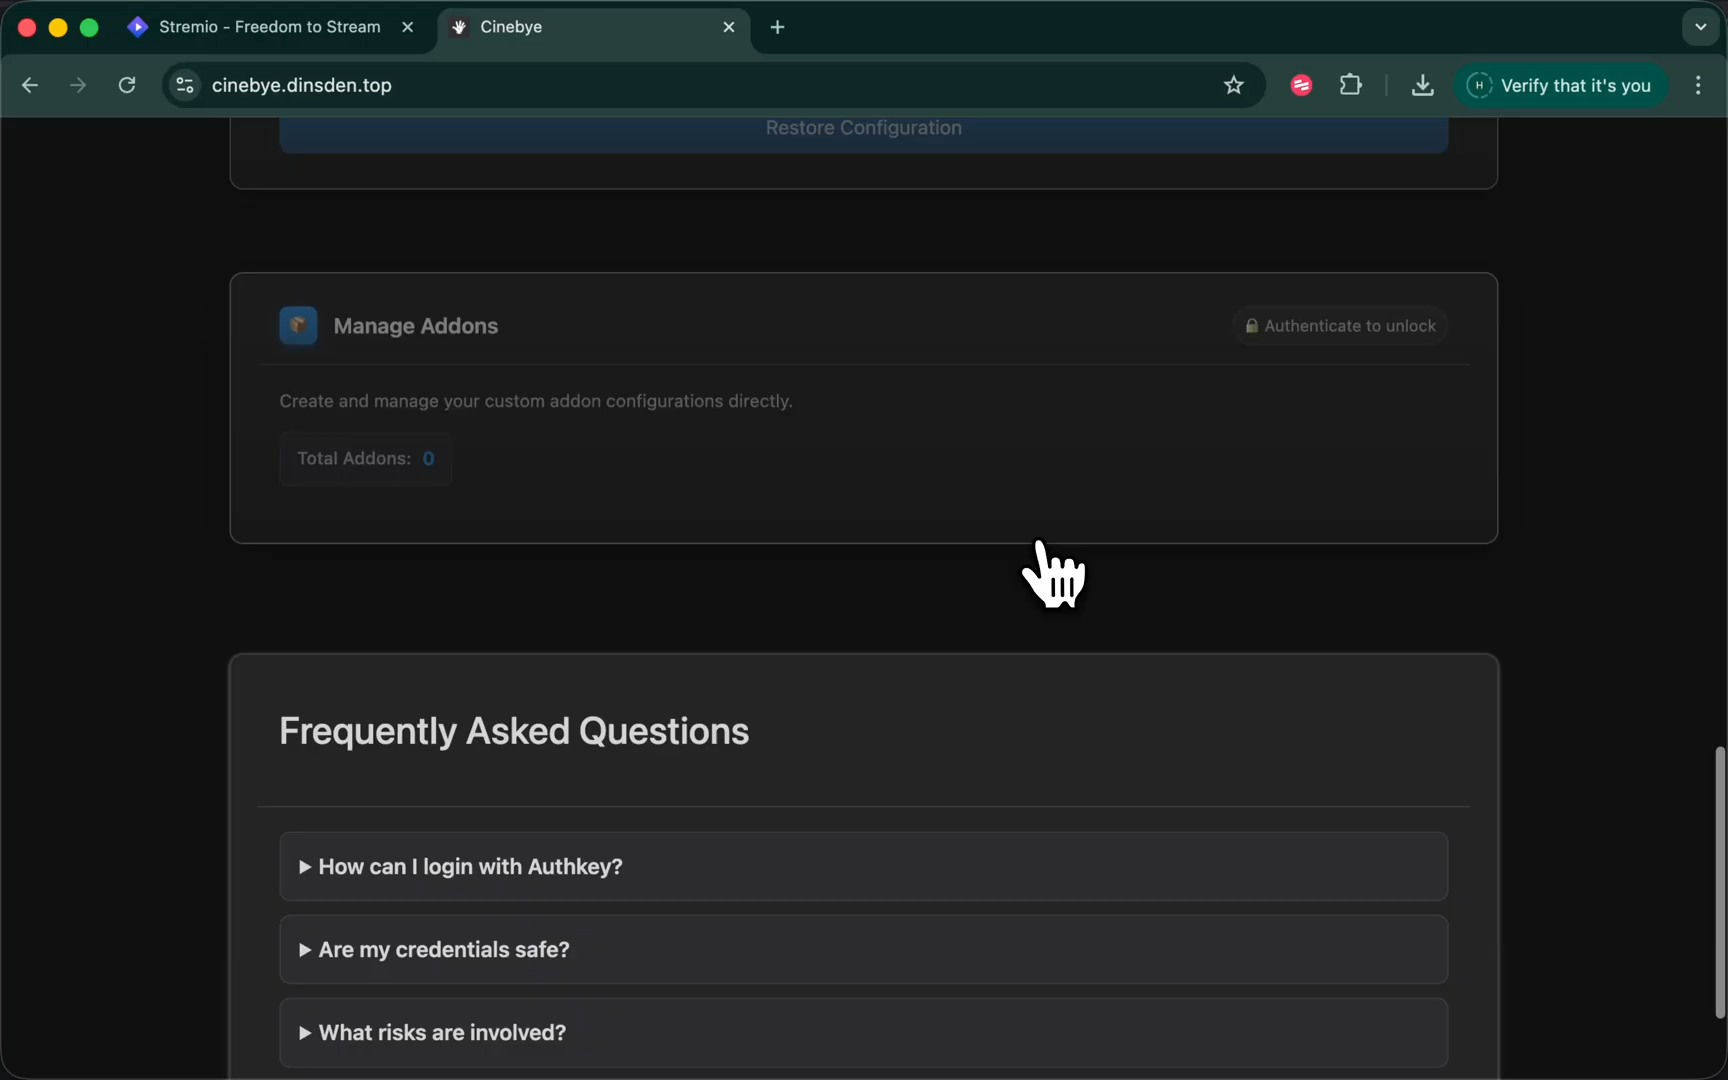 Stremio - Freedom to Stream
Cinebye
cinebye.dinsden.top
H
Verify that it's you
Restore Configuration
Manage Addons
Authenticate to unlock
Create and manage your custom addon configurations directly.
Total Addons: 0
Frequently Asked Questions
How can I login with Authkey?
Are my credentials safe?
What risks are involved?